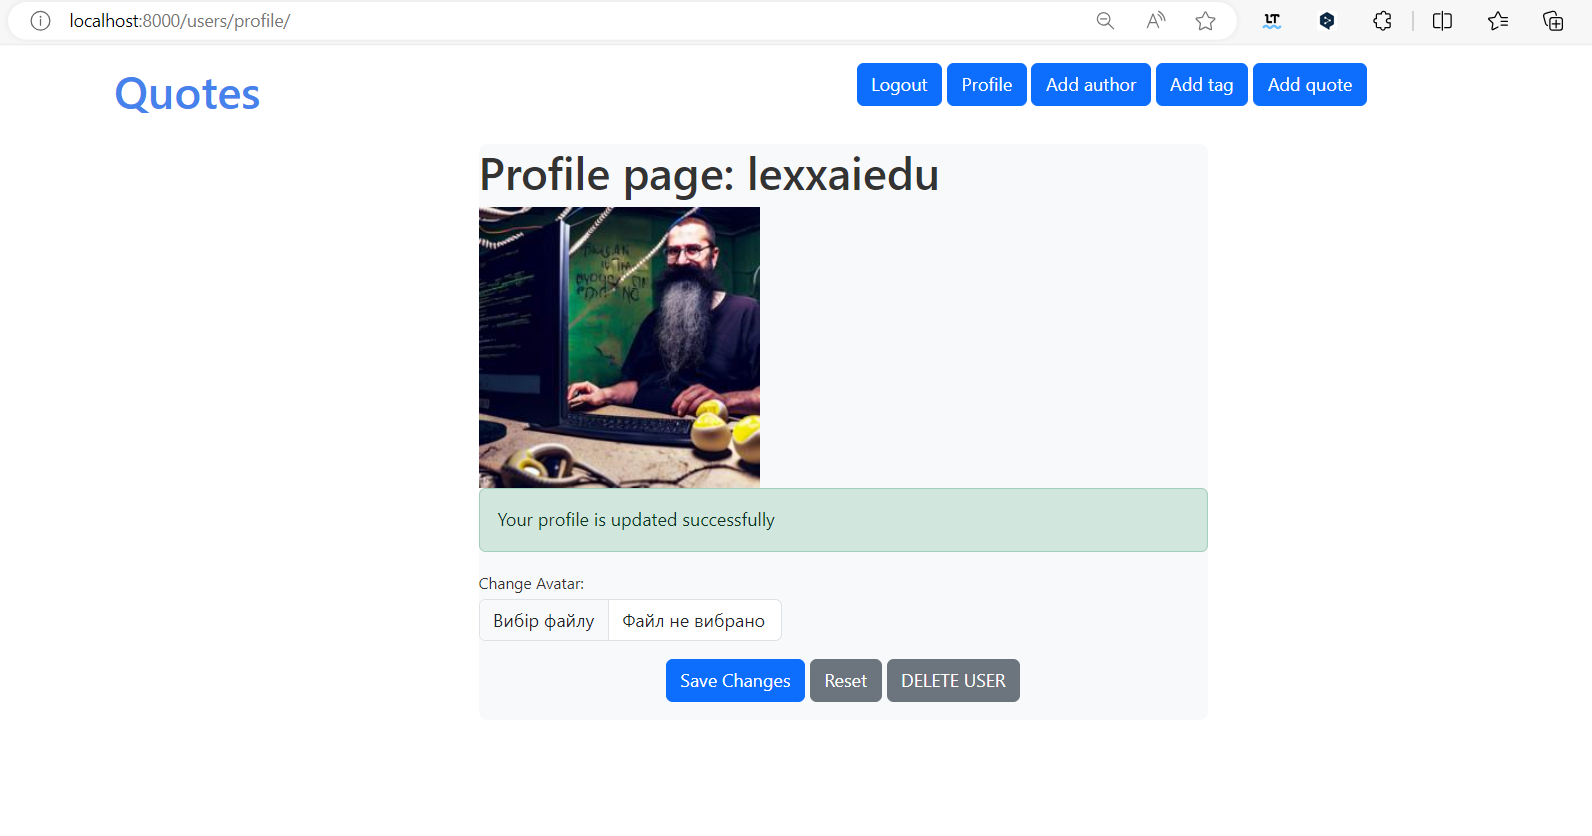 localhost:8000/users/profile/
LT
Quotes
Logout Profile Add author Add tag Add quote
Profile page: lexxaiedu
Your profile is updated successfully
Change Avatar:
Вибір файлу Файл не вибрано
Save Changes Reset DELETE USER